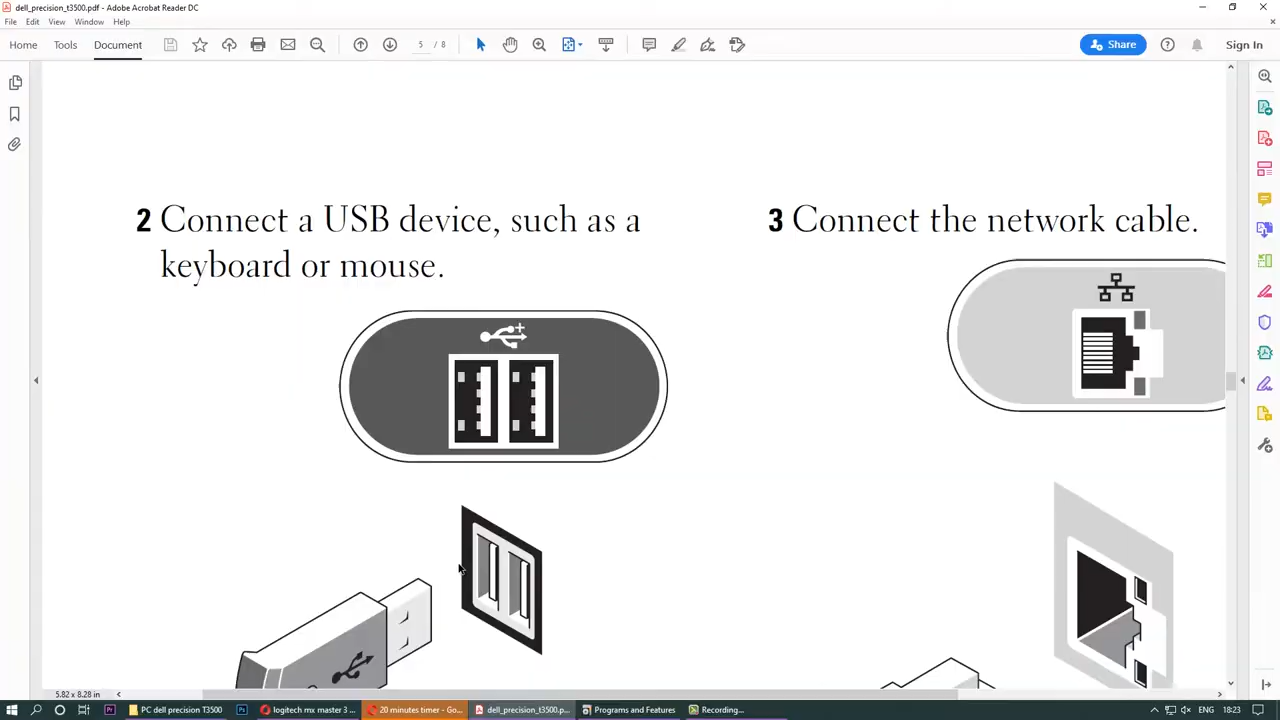 dell_precision_t3500.pdf - Adobe Acrobat Reader DC
File Edit View Window Help
Home Tools Document 5 / 8 Share Sign In
2 Connect a USB device, such as a
keyboard or mouse.
3 Connect the network cable.
5.82 x 8.28 in
PC dell precision T3500 logitech mx master 3 ... 20 minutes timer - Go... dell_precision_t3500.p... Programs and Features Recording... ENG 18:23